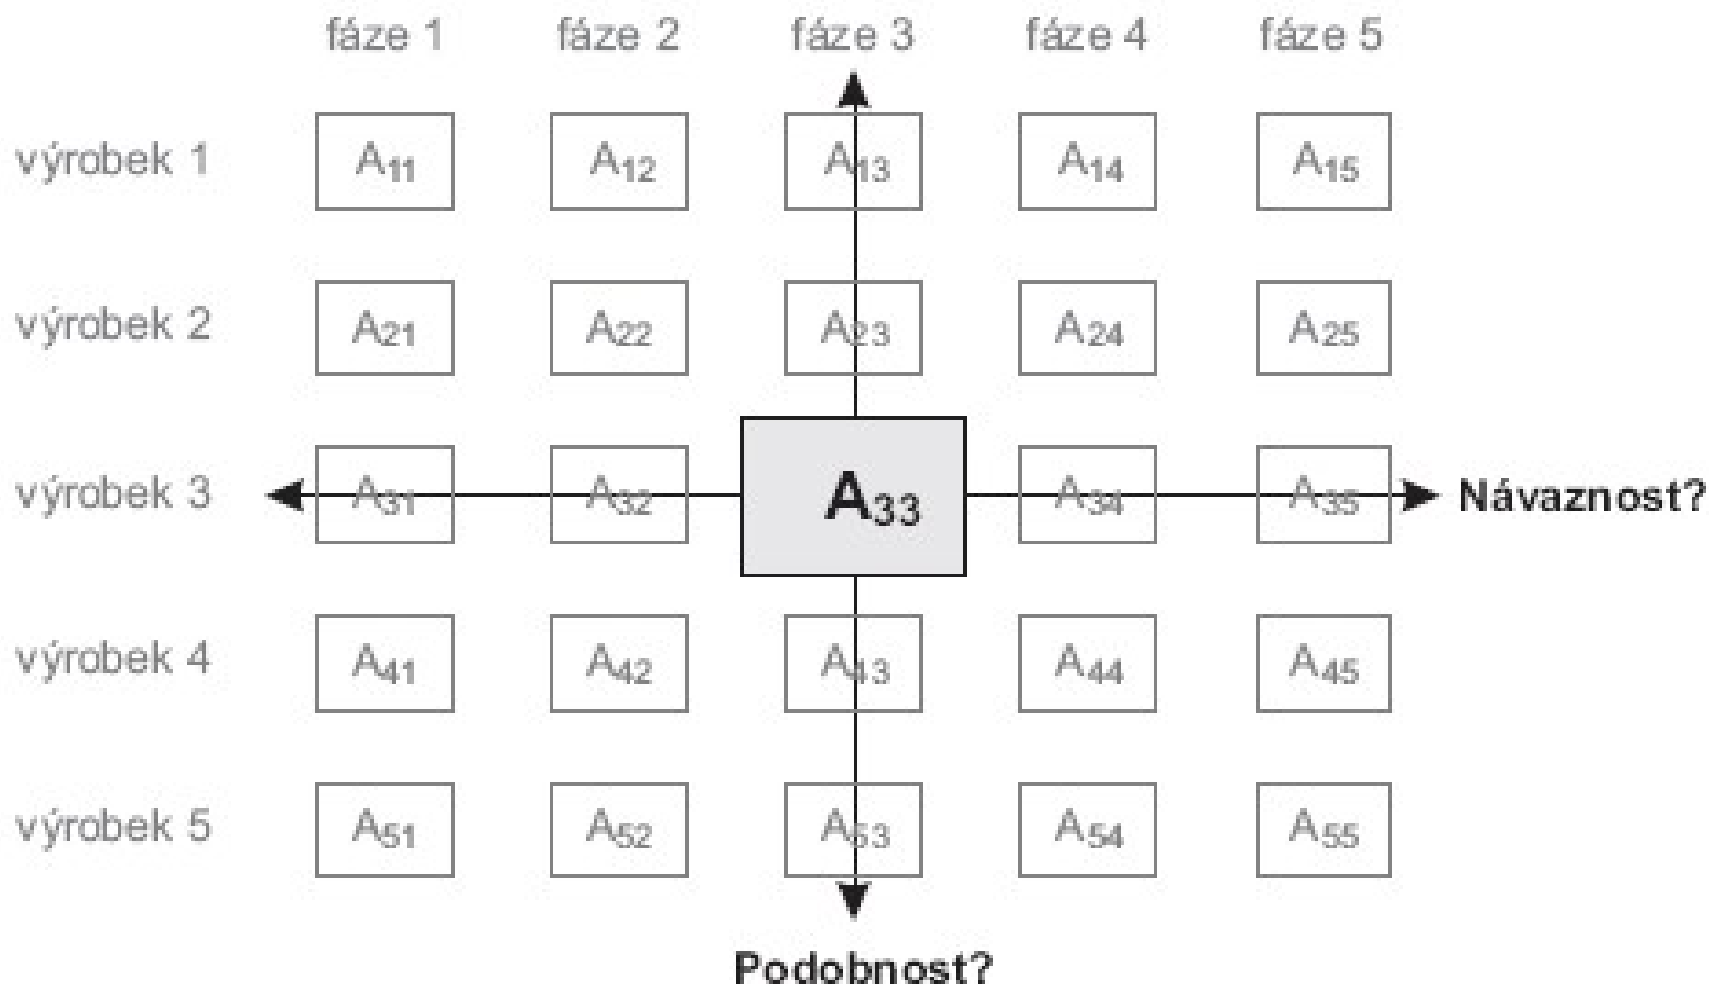 fáze 1 fáze 2 fáze 3 fáze 4 fáze 5
výrobek 1 A11 A12 A13 A14 A15
výrobek 2 A21 A22 A23 A24 A25
výrobek 3 A31 A32 A33 A34 A35 Návaznost?
výrobek 4 A41 A42 A43 A44 A45
výrobek 5 A51 A52 A53 A54 A55
Podobnost?